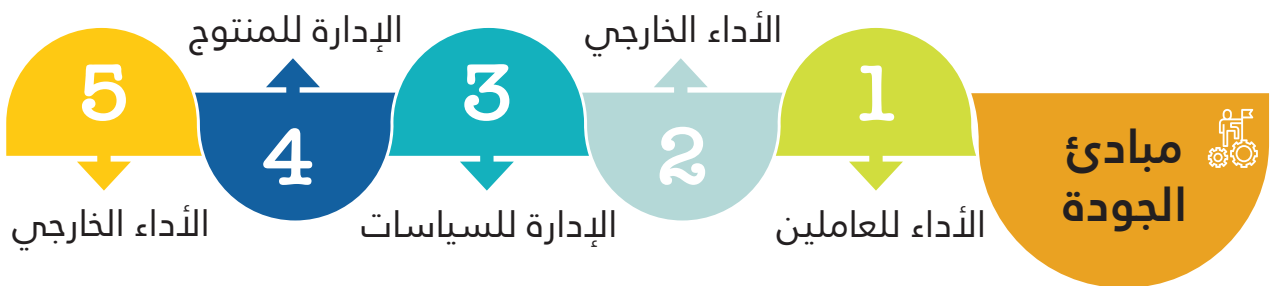 مبادئ
الجودة
1
الأداء للعاملين
2
الأداء الخارجي
3
الإدارة للسياسات
4
الإدارة للمنتوج
5
الأداء الخارجي